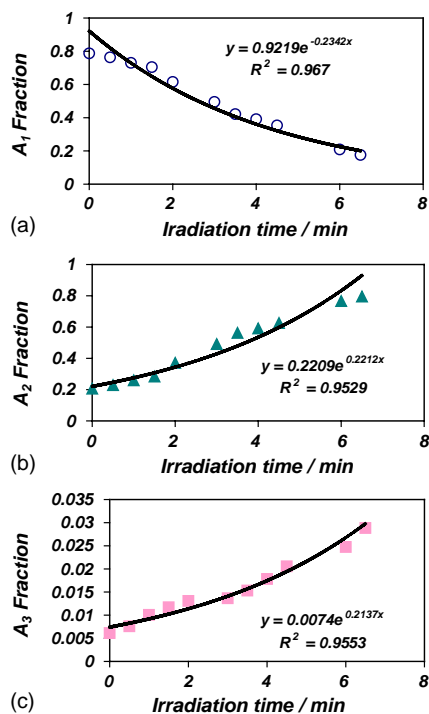 1
0.8
0.6
0.4
0.2
0
A1 Fraction
y = 0.9219e^-0.2342x
R² = 0.967
0 2 4 6 8
(a)
Iradiation time / min
1
0.8
0.6
0.4
0.2
0
A2 Fraction
y = 0.2209e^0.2212x
R² = 0.9529
0 2 4 6 8
(b)
Irradiation time / min
0.035
0.03
0.025
0.02
0.015
0.01
0.005
0
A3 Fraction
y = 0.0074e^0.2137x
R² = 0.9553
0 2 4 6 8
(c)
Irradiation time / min